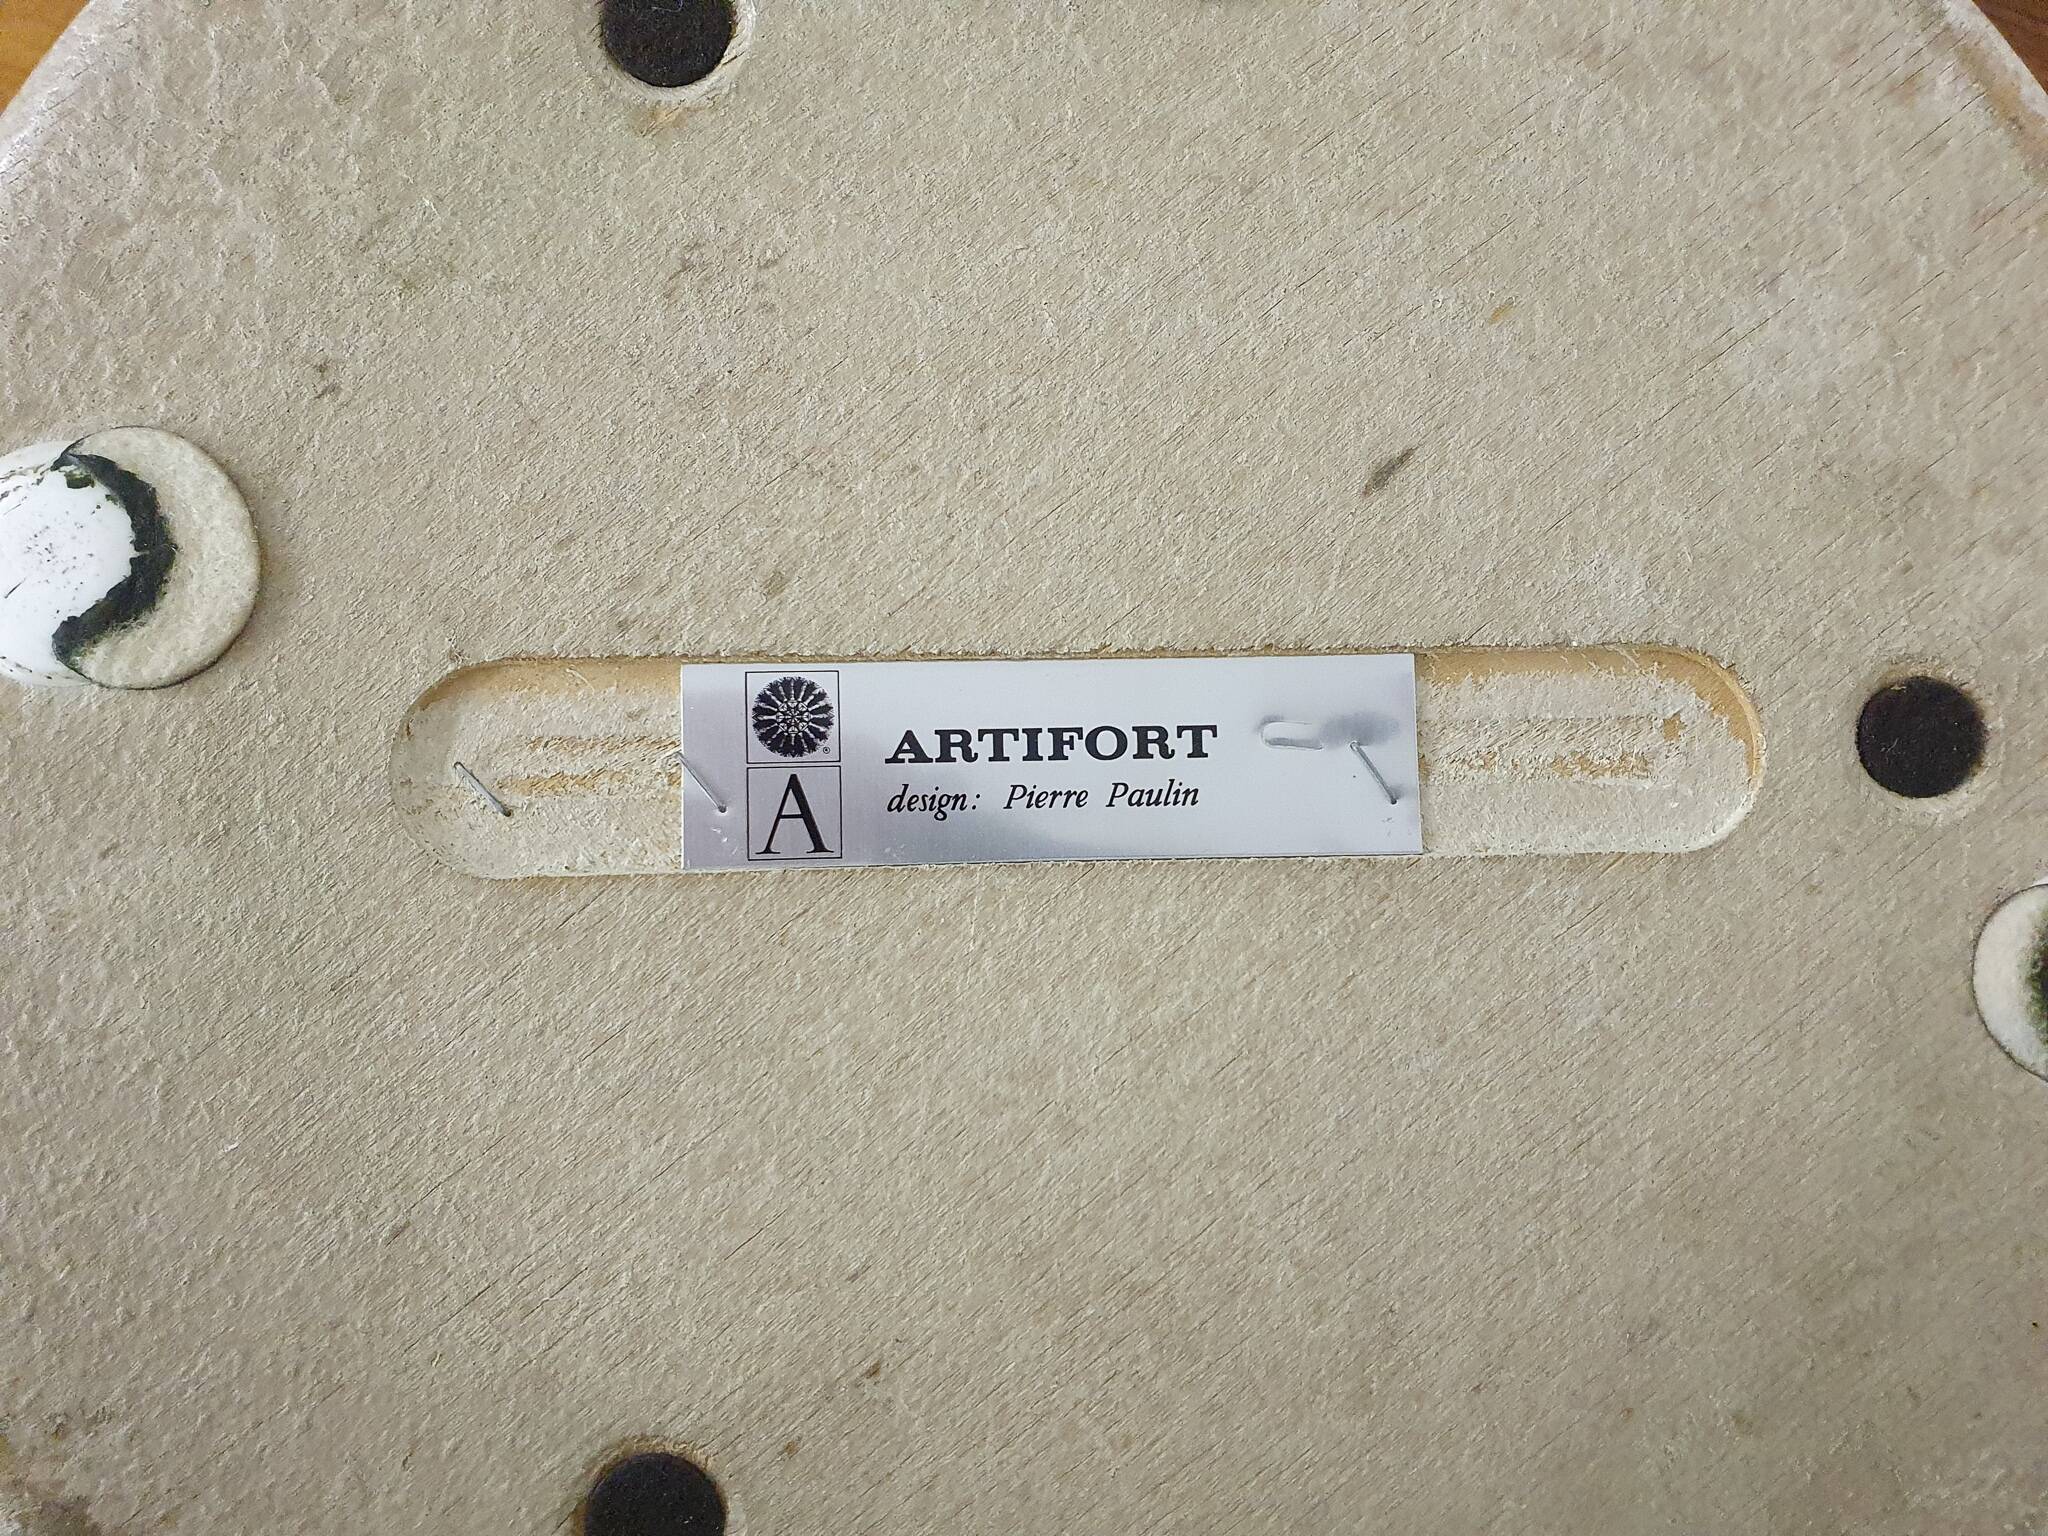 ®
A
ARTIFORT
design: Pierre Paulin